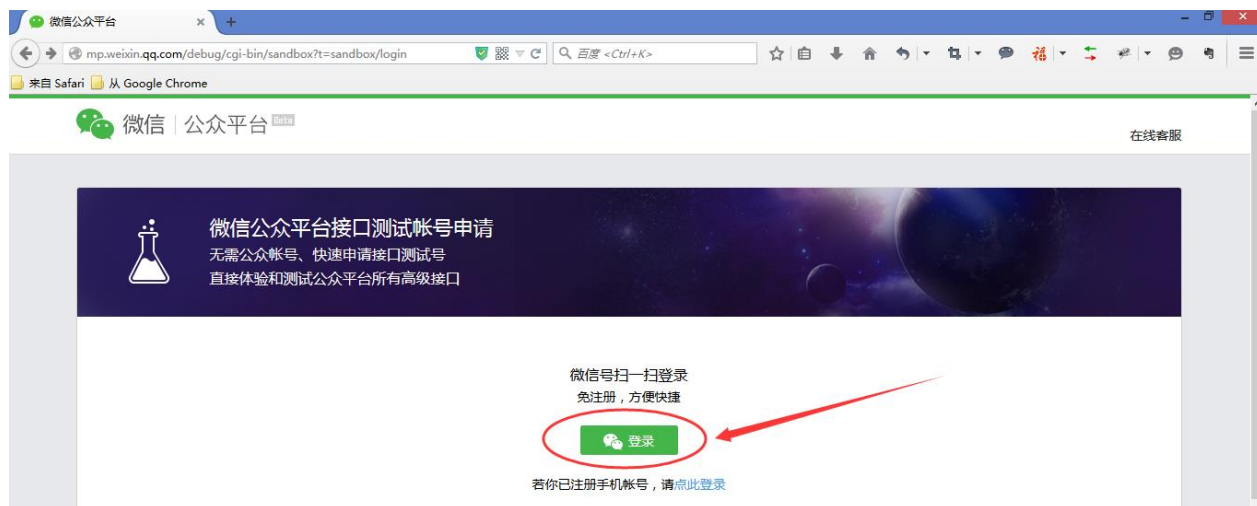 微信公众平台
mp.weixin.qq.com/debug/cgi-bin/sandbox?t=sandbox/login
百度 <Ctrl+K>
福
来自 Safari 从 Google Chrome
微信 公众平台 Beta
在线客服
微信公众平台接口测试帐号申请
无需公众帐号、快速申请接口测试号
直接体验和测试公众平台所有高级接口
微信号扫一扫登录
免注册，方便快捷
登录
若你已注册手机帐号，请点此登录